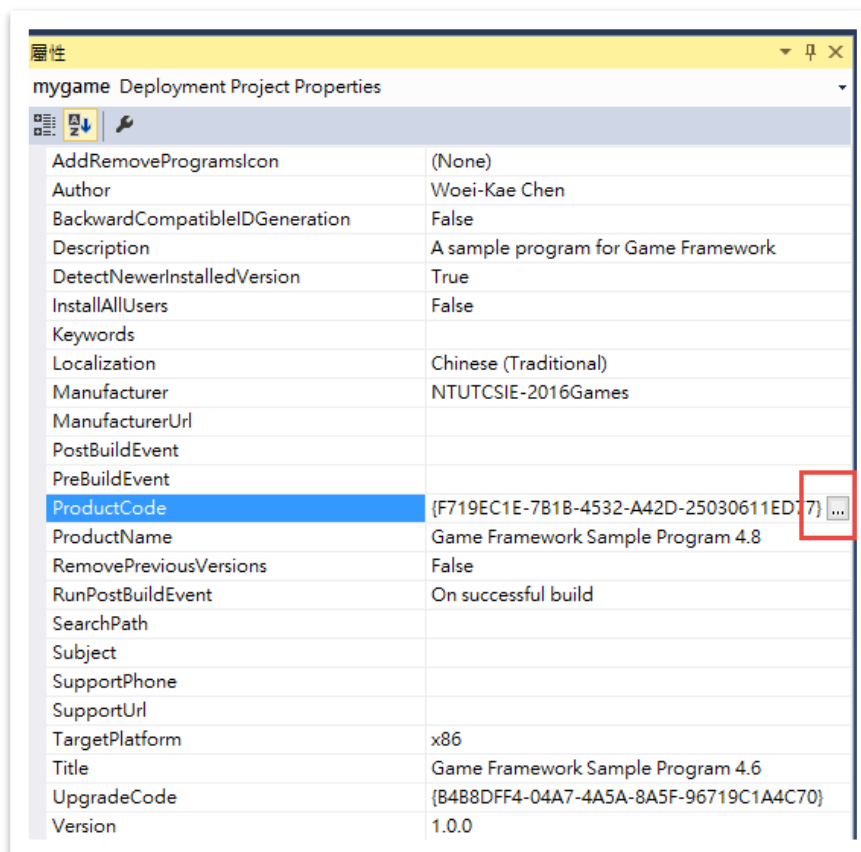 屬性
mygame Deployment Project Properties
AddRemoveProgramsIcon (None)
Author Woei-Kae Chen
BackwardCompatibleIDGeneration False
Description A sample program for Game Framework
DetectNewerInstalledVersion True
InstallAllUsers False
Keywords
Localization Chinese (Traditional)
Manufacturer NTUTCSIE-2016Games
ManufacturerUrl
PostBuildEvent
PreBuildEvent
ProductCode {F719EC1E-7B1B-4532-A42D-25030611ED77} ...
ProductName Game Framework Sample Program 4.8
RemovePreviousVersions False
RunPostBuildEvent On successful build
SearchPath
Subject
SupportPhone
SupportUrl
TargetPlatform x86
Title Game Framework Sample Program 4.6
UpgradeCode {B4B8DFF4-04A7-4A5A-8A5F-96719C1A4C70}
Version 1.0.0